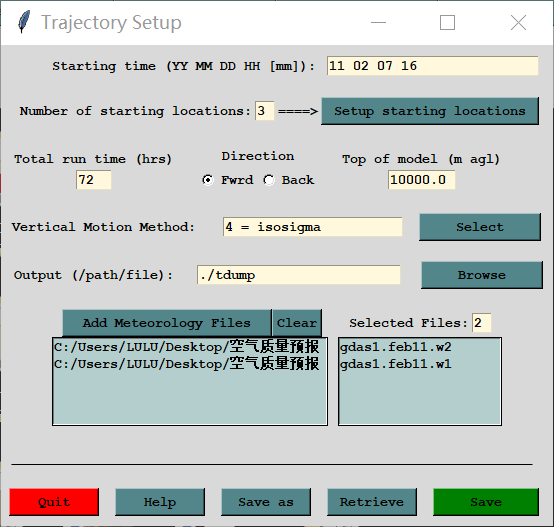 Trajectory Setup
Starting time (YY MM DD HH [mm]): 11 02 07 16
Number of starting locations: 3 ====> Setup starting locations
Total run time (hrs) Direction Top of model (m agl)
72 Fwrd Back 10000.0
Vertical Motion Method: 4 = isosigma Select
Output (/path/file): ./tdump Browse
Add Meteorology Files Clear Selected Files: 2
C:/Users/LULU/Desktop/空气质量预报 gdas1.feb11.w2
C:/Users/LULU/Desktop/空气质量预报 gdas1.feb11.w1
Quit Help Save as Retrieve Save